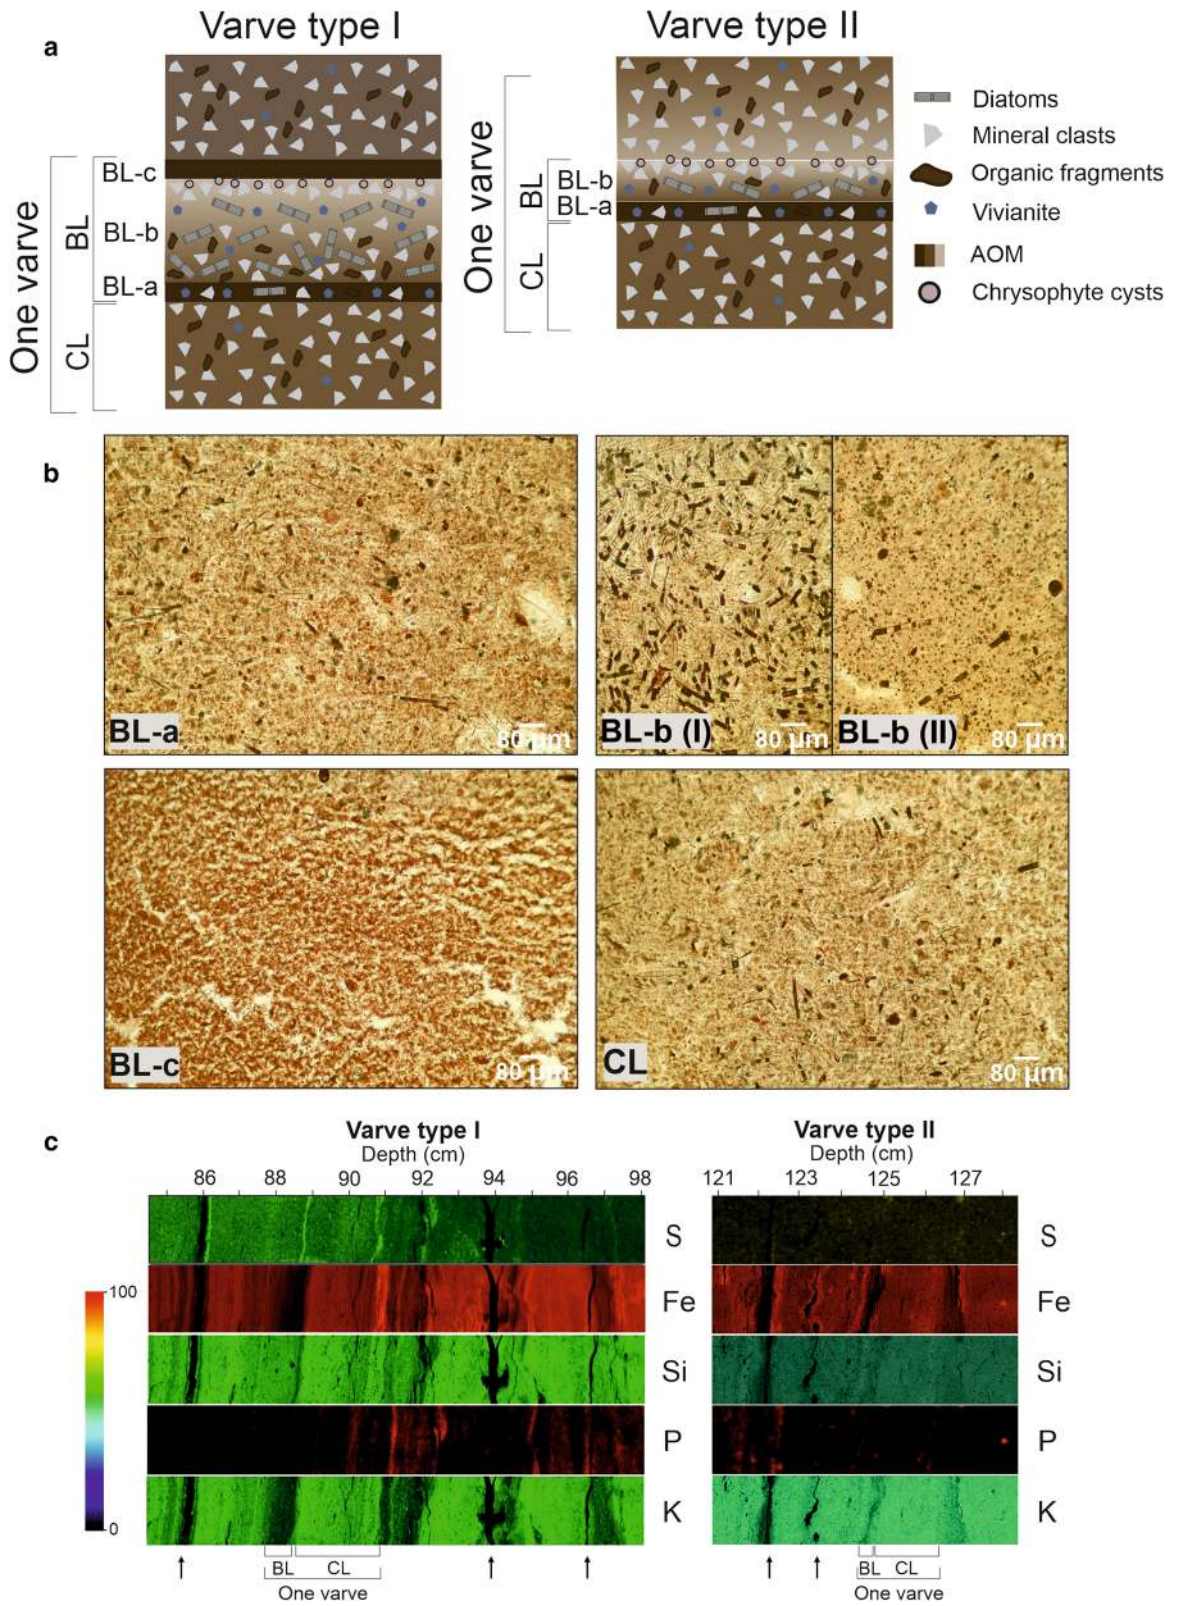 a
Varve type I
Varve type II
One varve
BL
CL
BL-c
BL-b
BL-a
One varve
BL
CL
BL-b
BL-a
Diatoms
Mineral clasts
Organic fragments
Vivianite
AOM
Chrysophyte cysts
b
BL-a
80 µm
BL-b (I)
80 µm
BL-b (II)
80 µm
BL-c
80 µm
CL
80 µm
c
Varve type I
Depth (cm)
86 88 90 92 94 96 98
Varve type II
Depth (cm)
121 123 125 127
S
Fe
Si
P
K
S
Fe
Si
P
K
100
0
BL CL
One varve
BL CL
One varve